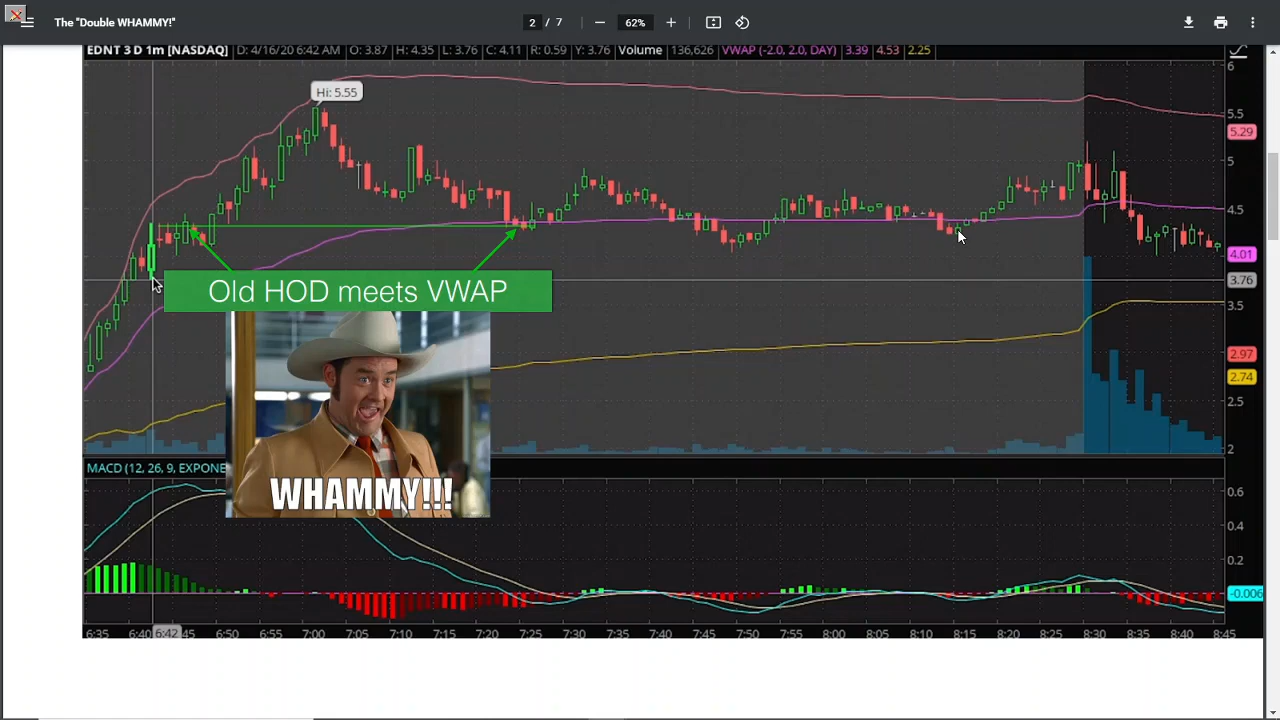 The "Double WHAMMY!"
2 / 7
62%
EDNT 3 D 1m [NASDAQ] D: 4/16/20 6:42 AM O: 3.87 H: 4.35 L: 3.76 C: 4.11 R: 0.59 Y: 3.76 Volume 136,626 VWAP (-2.0, 2.0, DAY) 3.39 4.53 2.25
6
Hi: 5.55
5.5
5.29
5
4.5
4.01
3.76
3.5
2.97
2.74
2.5
2
Old HOD meets VWAP
WHAMMY!!!
MACD (12, 26, 9, EXPONE
0.6
0.4
0.2
-0.006
6:35 6:40 6:42 45 6:50 6:55 7:00 7:05 7:10 7:15 7:20 7:25 7:30 7:35 7:40 7:45 7:50 7:55 8:00 8:05 8:10 8:15 8:20 8:25 8:30 8:35 8:40 8:45